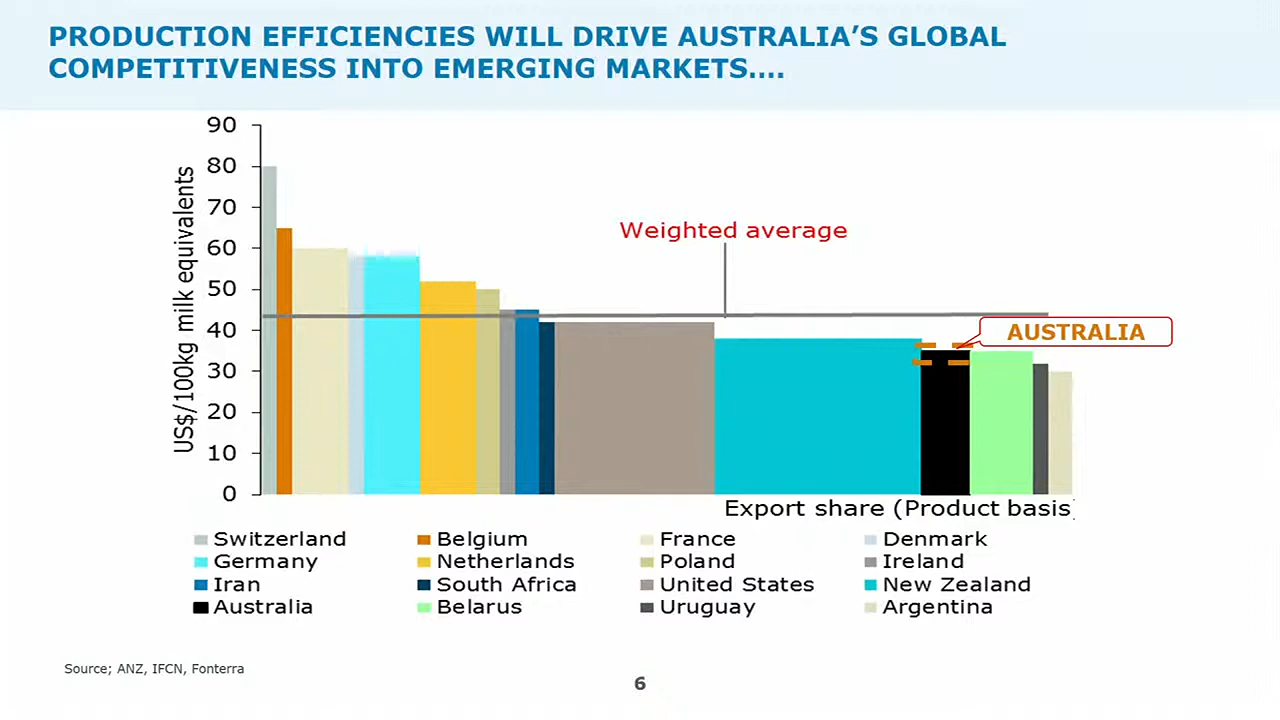 PRODUCTION EFFICIENCIES WILL DRIVE AUSTRALIA’S GLOBAL
COMPETITIVENESS INTO EMERGING MARKETS....
US$/100kg milk equivalents
90
80
70
60
50
40
30
20
10
0
Weighted average
AUSTRALIA
Export share (Product basis)
Switzerland Belgium France Denmark
Germany Netherlands Poland Ireland
Iran South Africa United States New Zealand
Australia Belarus Uruguay Argentina
Source; ANZ, IFCN, Fonterra
6